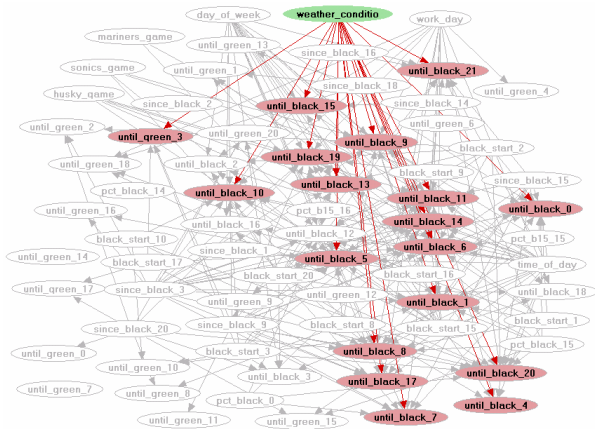 day_of_week
weather_conditio
work_day
mariners_game
until_green_13
since_black_16
sonics_game
until_green_1
until_black_21
husky_game
since_black_2
since_black_18
until_green_4
until_black_15
since_black_14
until_green_2
until_green_3
until_green_20
until_green_6
until_black_9
black_start_2
until_green_18
until_black_2
until_black_19
black_start_9
pct_black_14
until_black_10
until_black_13
since_black_15
until_black_11
until_green_16
pct_b15_16
until_black_0
until_black_16
until_black_14
black_start_10
until_black_12
pct_b15_15
until_green_14
black_start_17
since_black_1
until_black_6
until_black_5
time_of_day
until_green_17
since_black_3
black_start_20
black_start_16
until_green_9
until_green_12
until_black_18
until_black_1
since_black_20
since_black_9
black_start_8
black_start_15
black_start_1
until_green_0
black_start_3
until_black_8
pct_black_15
until_green_10
until_black_3
until_black_20
until_green_7
until_green_8
until_black_17
pct_black_0
until_black_4
until_green_11
until_green_15
until_black_7